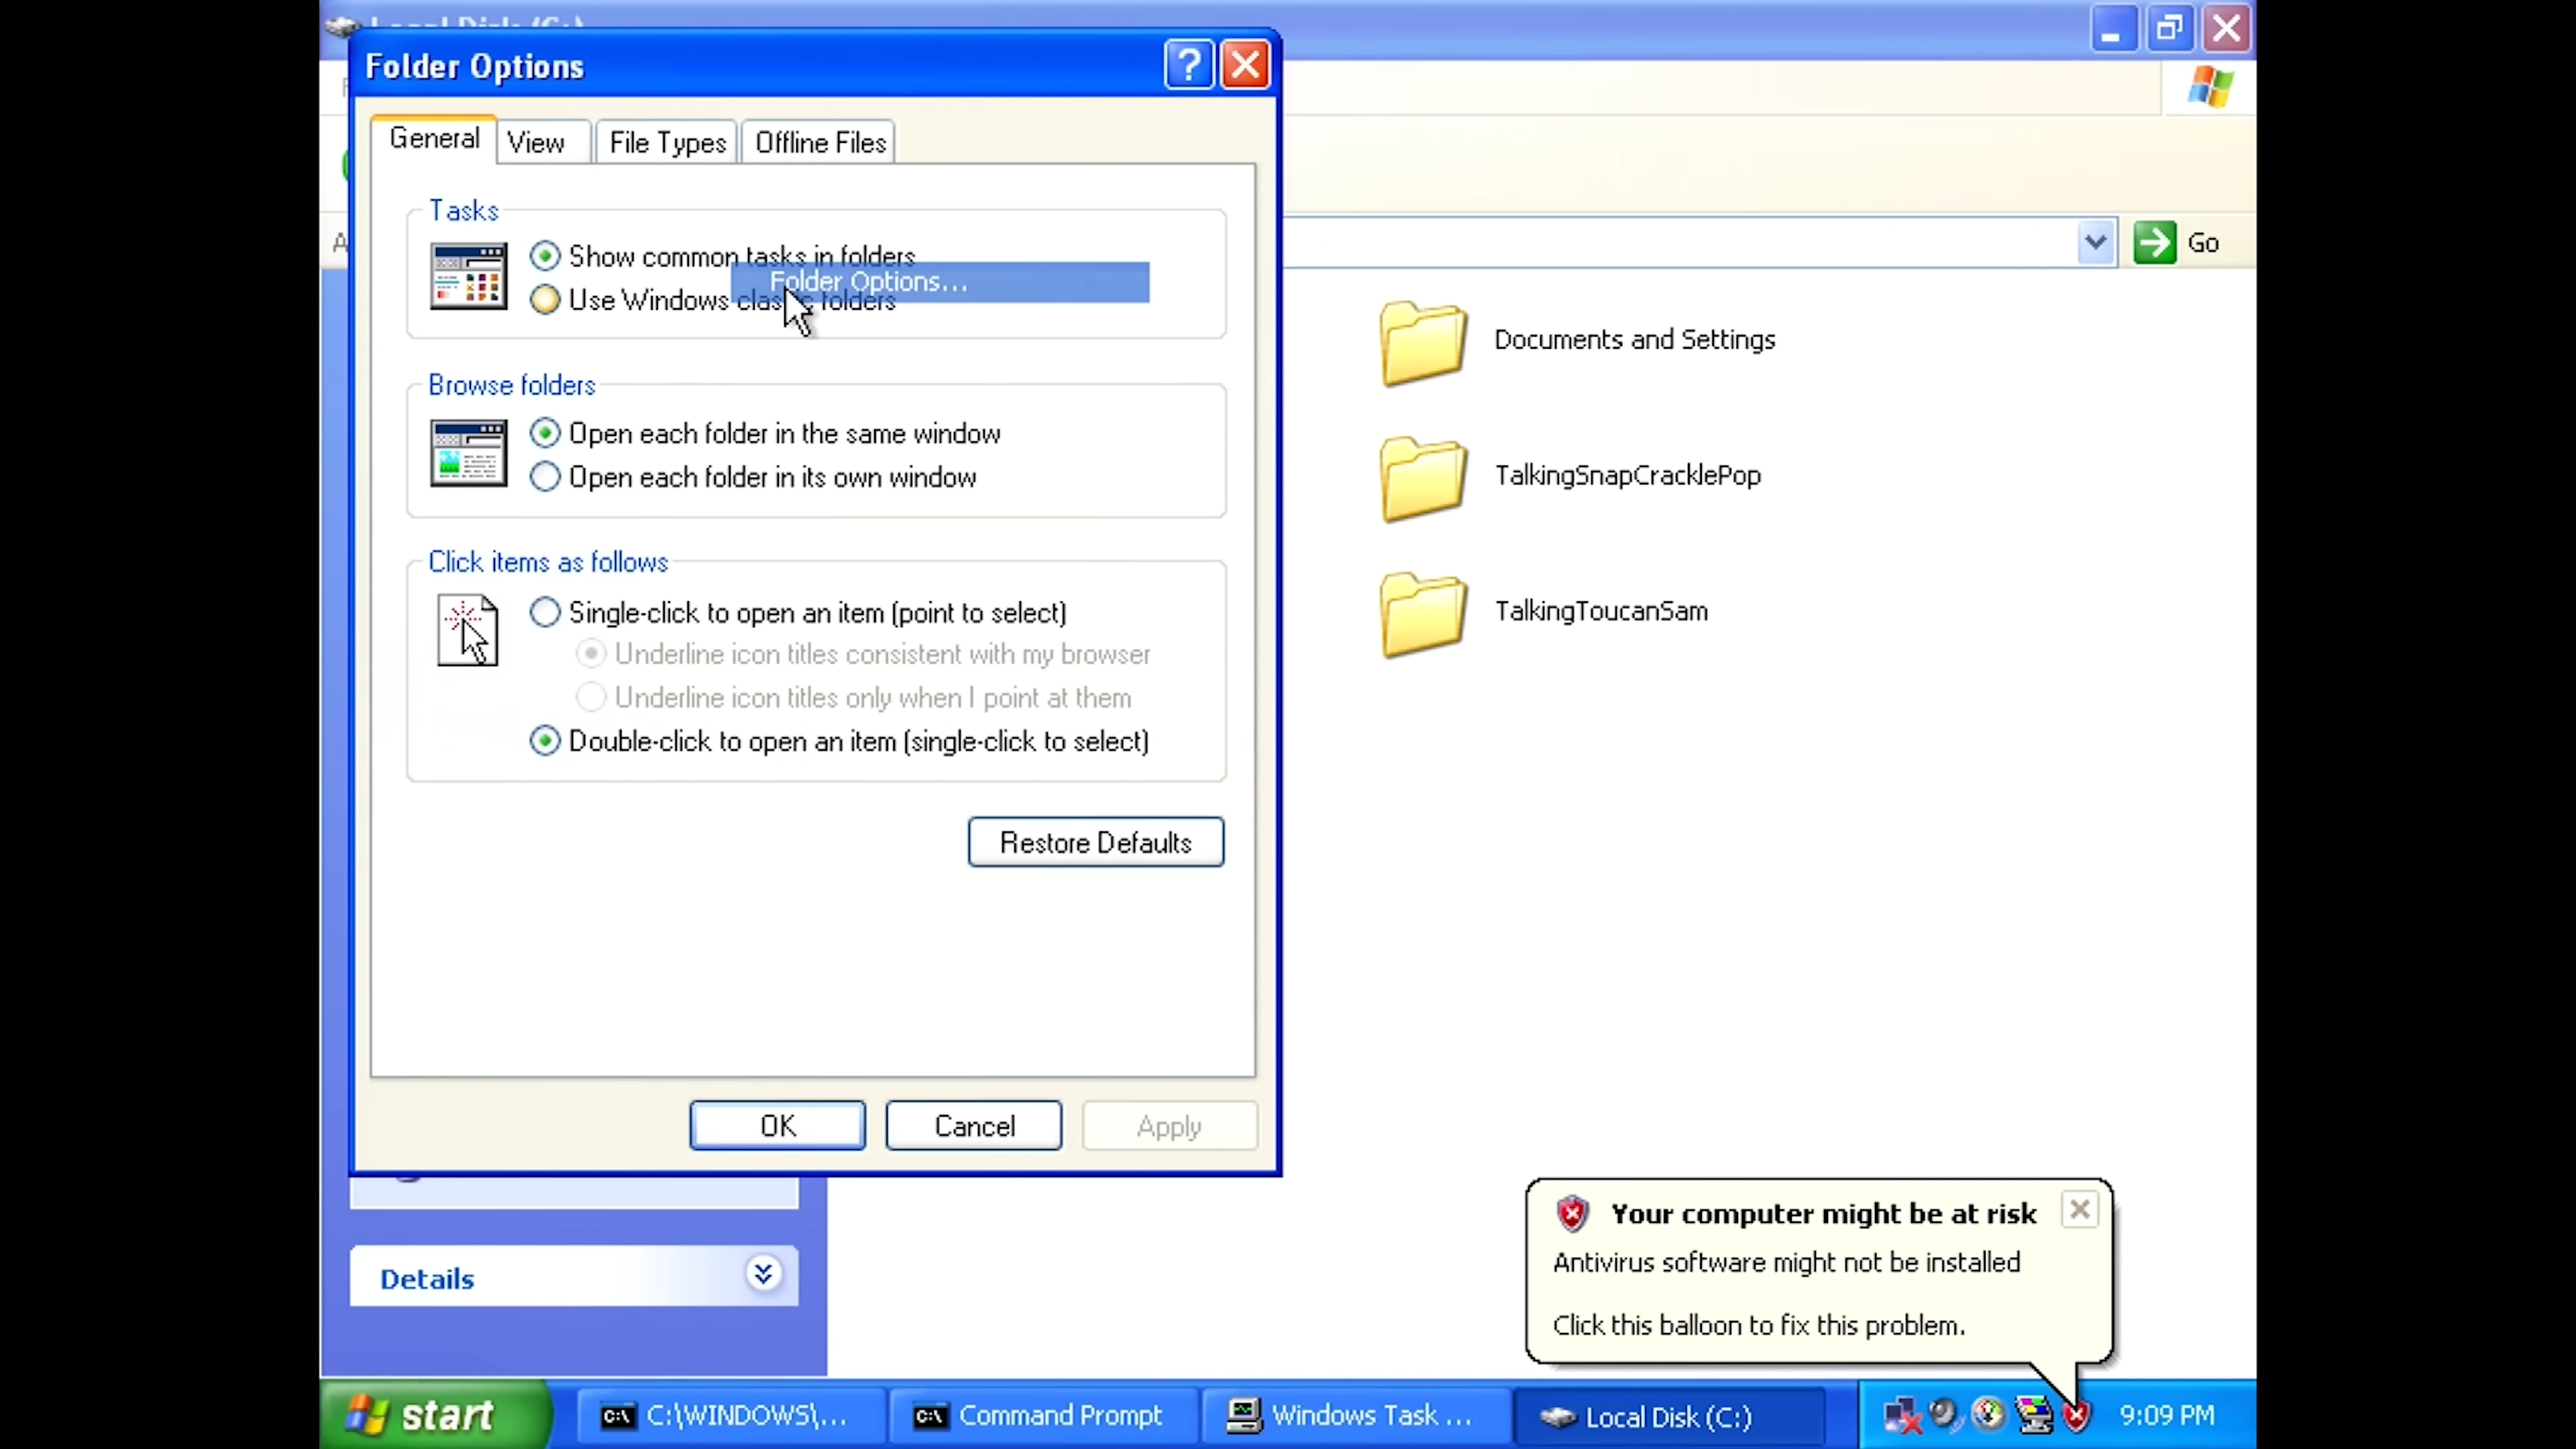 Local Disk (C:)
Folder Options
?
General
View
File Types
Offline Files
Tasks
Show common tasks in folders
Folder Options...
Use Windows classic folders
Browse folders
Open each folder in the same window
Open each folder in its own window
Click items as follows
Single-click to open an item (point to select)
Underline icon titles consistent with my browser
Underline icon titles only when I point at them
Double-click to open an item (single-click to select)
Restore Defaults
OK
Cancel
Apply
Go
Documents and Settings
TalkingSnapCracklePop
TalkingToucanSam
Details
Your computer might be at risk
Antivirus software might not be installed
Click this balloon to fix this problem.
start
C:\WINDOWS\...
Command Prompt
Windows Task ...
Local Disk (C:)
9:09 PM